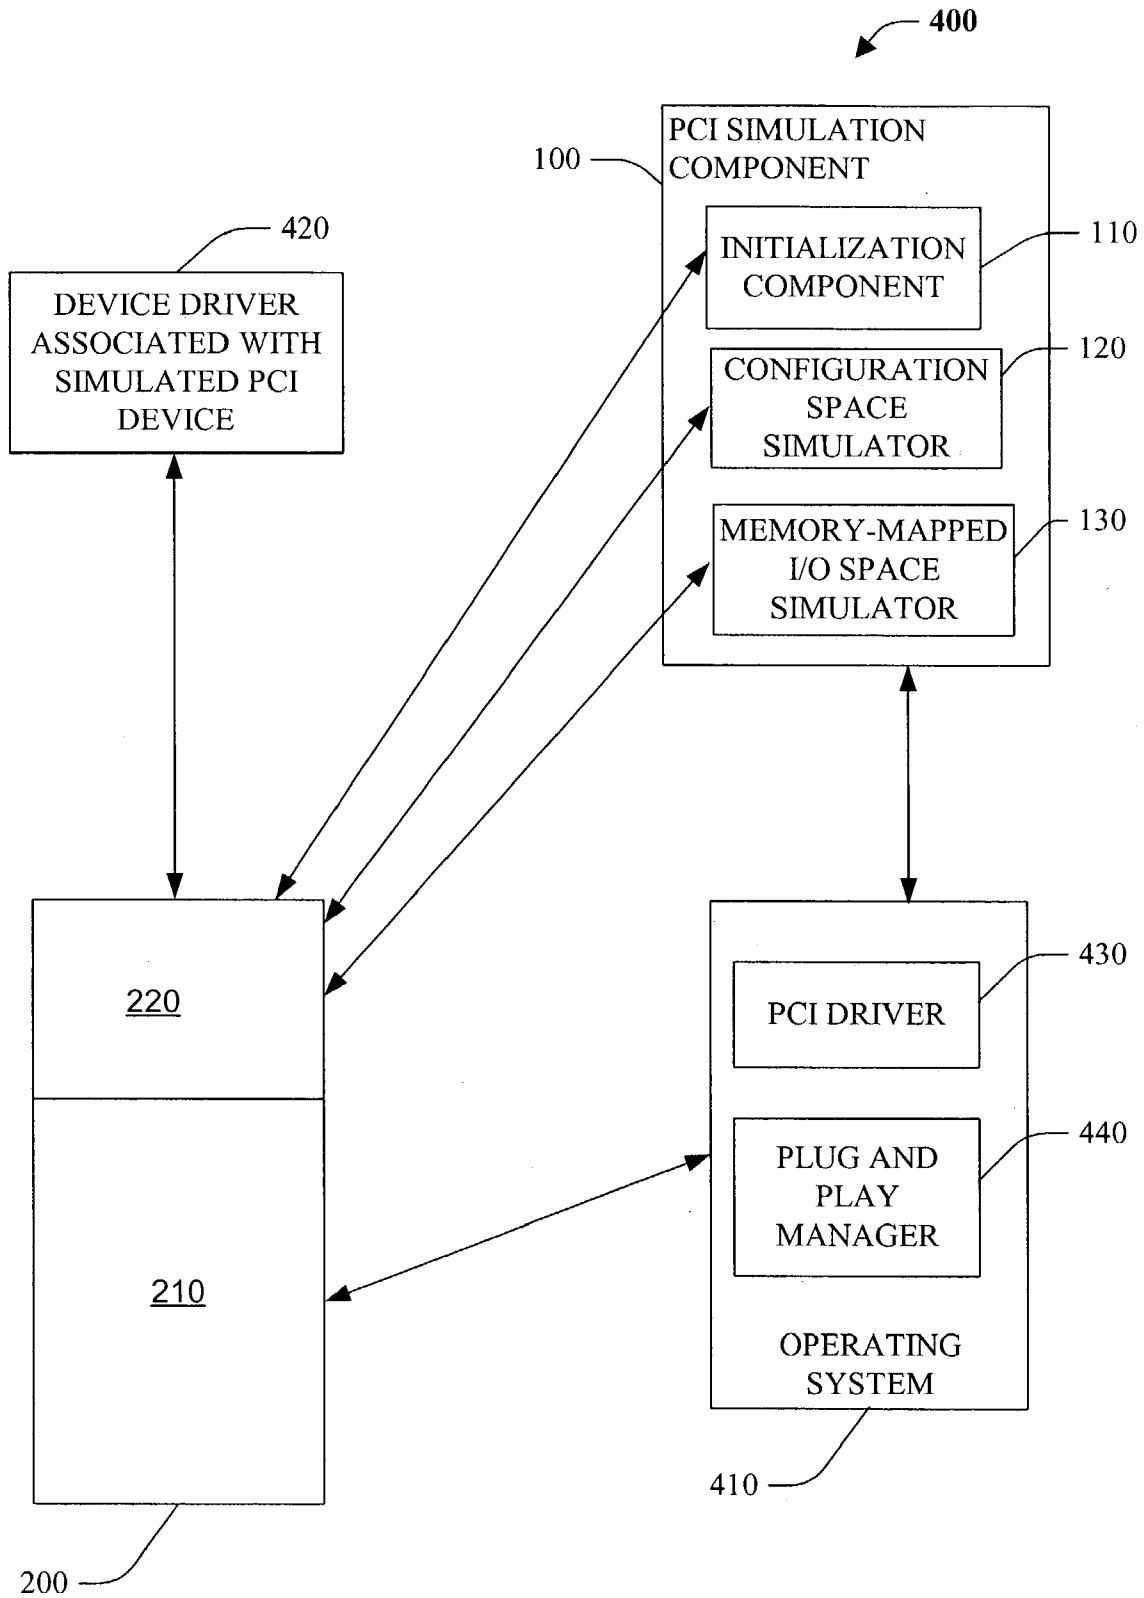 400
PCI SIMULATION
COMPONENT
100
INITIALIZATION
COMPONENT
110
420
DEVICE DRIVER
ASSOCIATED WITH
SIMULATED PCI
DEVICE
CONFIGURATION
SPACE
SIMULATOR
120
MEMORY-MAPPED
I/O SPACE
SIMULATOR
130
220
210
200
430
PCI DRIVER
440
PLUG AND
PLAY
MANAGER
OPERATING
SYSTEM
410